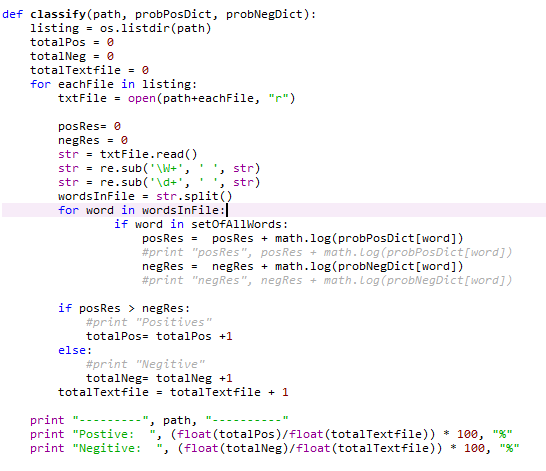 def classify(path, probPosDict, probNegDict):
    listing = os.listdir(path)
    totalPos = 0
    totalNeg = 0
    totalTextfile = 0
    for eachFile in listing:
        txtFile = open(path+eachFile, "r")

        posRes= 0
        negRes = 0
        str = txtFile.read()
        str = re.sub('\W+', ' ', str)
        str = re.sub('\d+', ' ', str)
        wordsInFile = str.split()
        for word in wordsInFile:
                if word in setOfAllWords:
                    posRes =  posRes + math.log(probPosDict[word])
                    #print "posRes", posRes + math.log(probPosDict[word])
                    negRes =  negRes + math.log(probNegDict[word])
                    #print "negRes", negRes + math.log(probNegDict[word])

        if posRes > negRes:
            #print "Positives"
            totalPos= totalPos +1
        else:
            #print "Negitive"
            totalNeg= totalNeg +1
        totalTextfile = totalTextfile + 1

    print "---------", path, "----------"
    print "Postive:  ", (float(totalPos)/float(totalTextfile)) * 100, "%"
    print "Negitive:  ", (float(totalNeg)/float(totalTextfile)) * 100, "%"